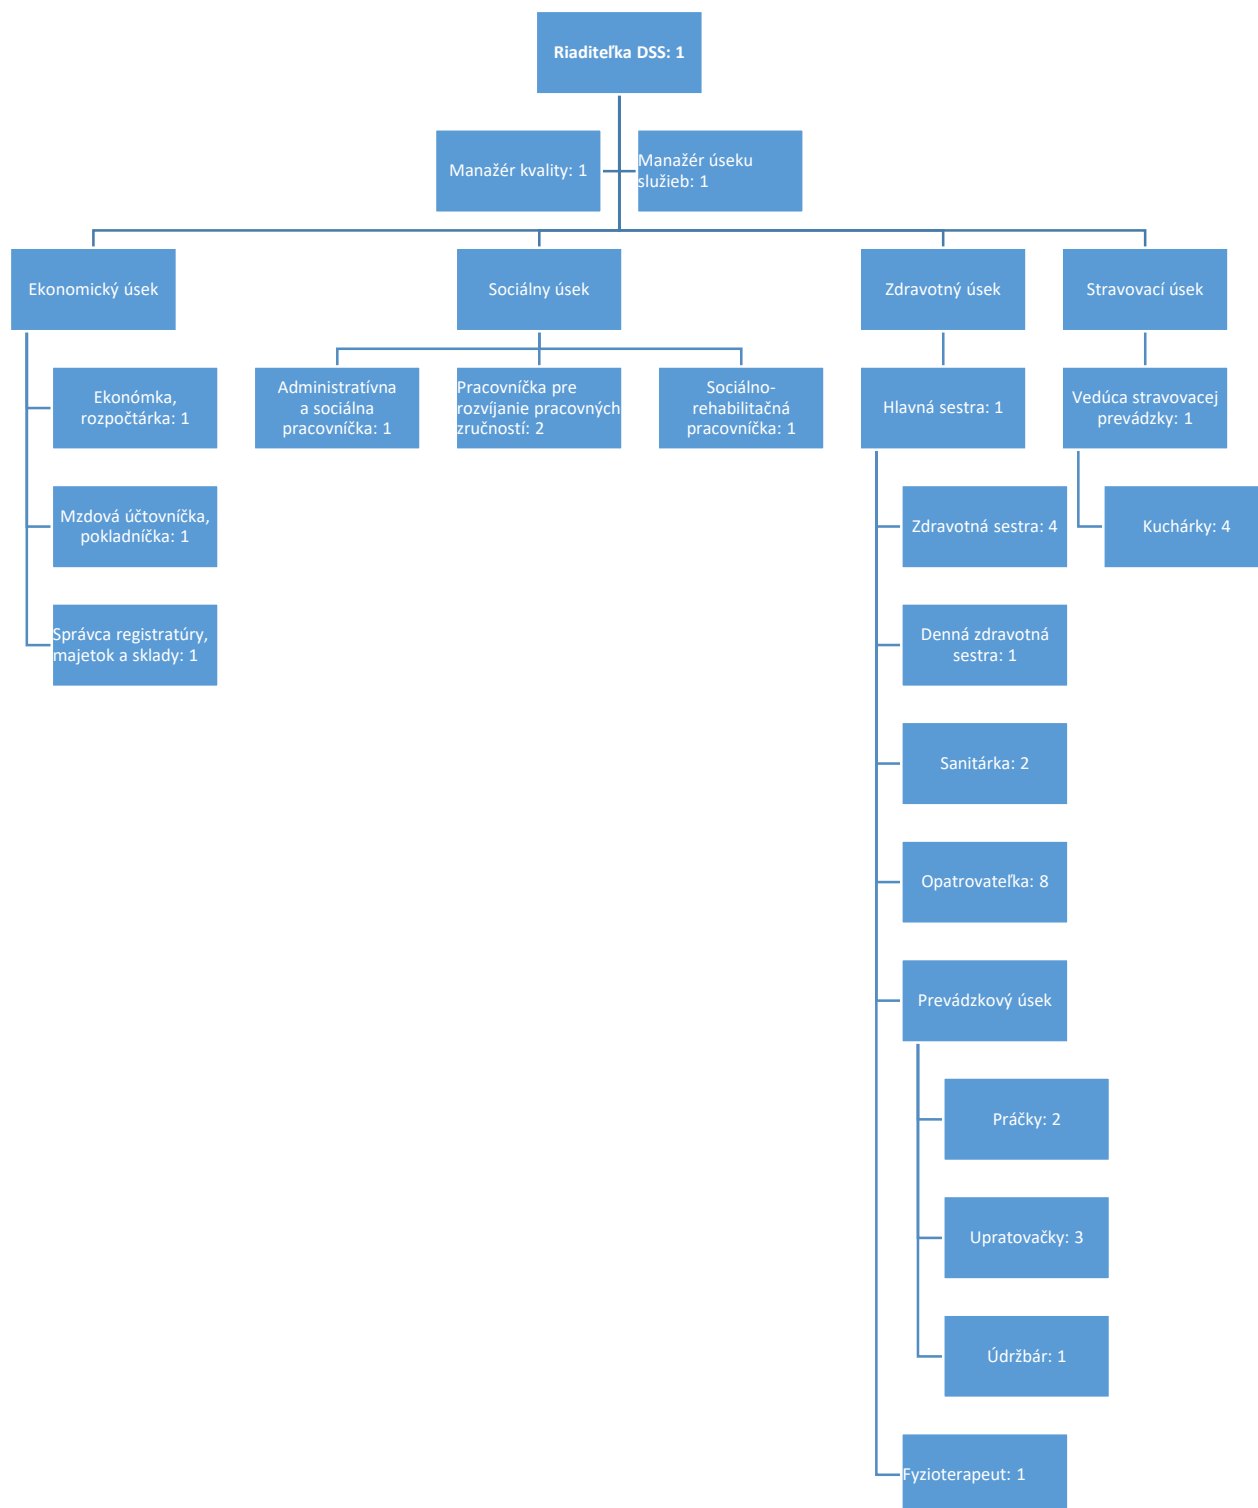 Riaditeľka DSS: 1
Manažér kvality: 1
Manažér úseku
služieb: 1
Ekonomický úsek
Sociálny úsek
Zdravotný úsek
Stravovací úsek
Ekonómka,
rozpočtárka: 1
Administratívna
a sociálna
pracovníčka: 1
Pracovníčka pre
rozvíjanie pracovných
zručností: 2
Sociálno-
rehabilitačná
pracovníčka: 1
Hlavná sestra: 1
Vedúca stravovacej
prevádzky: 1
Mzdová účtovníčka,
pokladníčka: 1
Zdravotná sestra: 4
Kuchárky: 4
Správca registratúry,
majetok a sklady: 1
Denná zdravotná
sestra: 1
Sanitárka: 2
Opatrovateľka: 8
Prevádzkový úsek
Práčky: 2
Upratovačky: 3
Údržbár: 1
Fyzioterapeut: 1